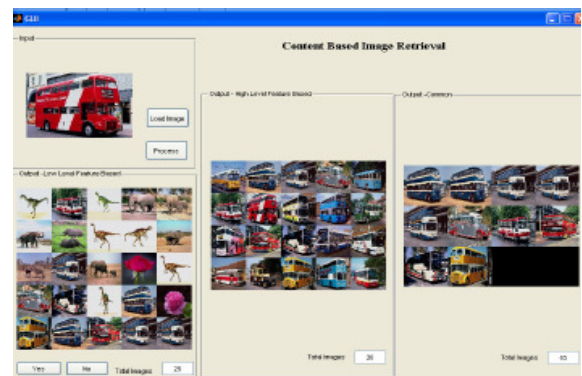 GUI
Content Based Image Retrieval
Input
Load Image
Process
Output - Low Level Feature Based
Yes
No
Total Images
Output - High Level Feature Based
Total Images
Output -Common
Total Images